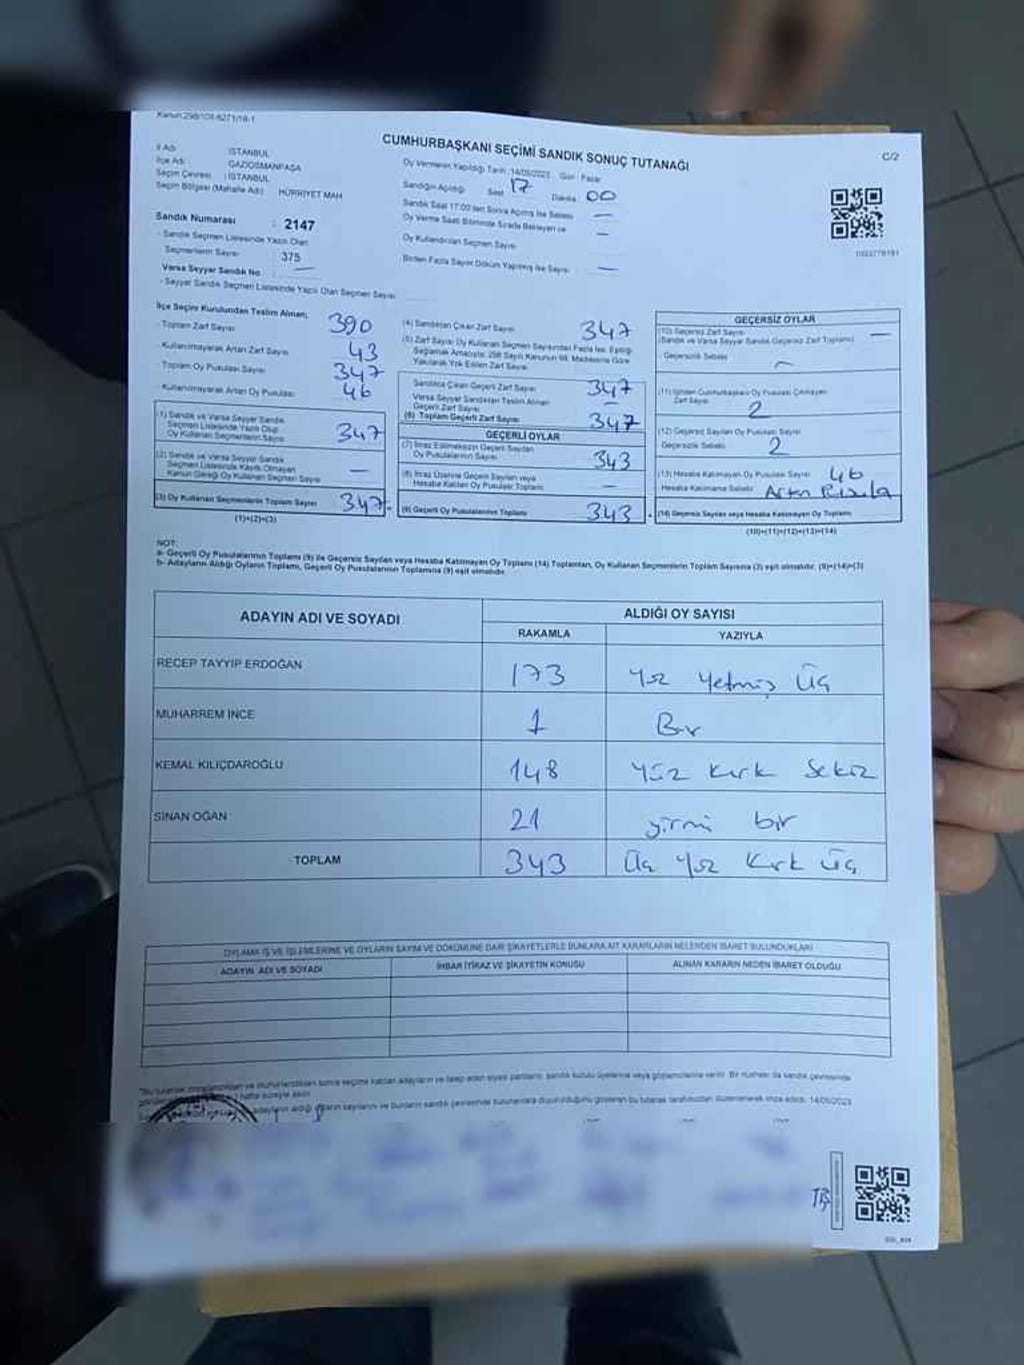 Kanun:298/103-6271/18-1
CUMHURBAŞKANI SEÇİMİ SANDIK SONUÇ TUTANAĞI
C/2
İl Adı : İSTANBUL
İlçe Adı : GAZİOSMANPAŞA
Seçim Çevresi : İSTANBUL
Seçim Bölgesi (Mahalle Adı) : HÜRRİYET MAH
Oy Vermenin Yapıldığı Tarih :14/05/2023 Gün : Pazar
Sandığın Açıldığı Saat 17 Dakika 00
Sandık Saat 17:00'den Sonra Açılmış İse Sebebi —
Oy Verme Saati Bitiminde Sırada Bekleyen ve —
Oy Kullandırılan Seçmen Sayısı
Birden Fazla Sayım Döküm Yapılmış İse Sayısı —
Sandık Numarası : 2147
- Sandık Seçmen Listesinde Yazılı Olan
Seçmenlerin Sayısı : 375
Varsa Seyyar Sandık No : —
- Seyyar Sandık Seçmen Listesinde Yazılı Olan Seçmen Sayısı
İlçe Seçim Kurulundan Teslim Alınan;
- Toplam Zarf Sayısı 390
- Kullanılmayarak Artan Zarf Sayısı 43
- Toplam Oy Pusulası Sayısı 347
- Kullanılmayarak Artan Oy Pusulası 46
(1) Sandık ve Varsa Seyyar Sandık
Seçmen Listesinde Yazılı Olup
Oy Kullanan Seçmenlerin Sayısı 347
(2) Sandık ve Varsa Seyyar Sandık
Seçmen Listesinde Kayıtlı Olmayan
Kanun Gereği Oy Kullanan Seçmenlerin Sayısı —
(3) Oy Kullanan Seçmenlerin Toplam Sayısı 347
(1)+(2)=(3)
(4) Sandıktan Çıkan Zarf Sayısı 347
(5) Zarf Sayısı Oy Kullanan Seçmen Sayısından Fazla İse, Eşitliği
Sağlamak Amacıyla; 298 Sayılı Kanunun 98. Maddesine Göre
Yakılarak Yok Edilen Zarf Sayısı
Sandıkta Çıkan Geçerli Zarf Sayısı 347
Varsa Seyyar Sandıktan Teslim Alınan
Geçerli Zarf Sayısı
(6) Toplam Geçerli Zarf Sayısı 347
GEÇERLİ OYLAR
(7) İtiraz Edilmeksizin Geçerli Sayılan
Oy Pusulalarının Sayısı 343
(8) İtiraz Üzerine Geçerli Sayılan veya
Hesaba Katılan Oy Pusulası Toplamı —
(9) Geçerli Oy Pusulalarının Toplamı 343
GEÇERSİZ OYLAR
(10) Geçersiz Zarf Sayısı —
(Sandık ve Varsa Seyyar Sandık Geçersiz Zarf Toplamı)
Geçersizlik Sebebi
(11) İçinden Cumhurbaşkanı Oy Pusulası Çıkmayan
Zarf Sayısı 2
(12) Geçersiz Sayılan Oy Pusulası Sayısı
Geçersizlik Sebebi 2
(13) Hesaba Katılmayan Oy Pusulası Sayısı 46
Hesaba Katılmama Sebebi Artan
(14) Geçersiz Sayılan veya Hesaba Katılmayan Oy Toplamı
(10)+(11)+(12)+(13)=(14)
NOT:
a- Geçerli Oy Pusulalarının Toplamı (9) ile Geçersiz Sayılan veya Hesaba Katılmayan Oy Toplamı (14) Toplamları, Oy Kullanan Seçmenlerin Toplam Sayısına (3) eşit olmalıdır. (9)+(14)=(3)
b- Adayların Aldığı Oyların Toplamı, Geçerli Oy Pusulalarının Toplamına (9) eşit olmalıdır.
ADAYIN ADI VE SOYADI ALDIĞI OY SAYISI
RAKAMLA YAZIYLA
RECEP TAYYİP ERDOĞAN 173 Yüz Yetmiş Üç
MUHARREM İNCE 1 Bir
KEMAL KILIÇDAROĞLU 148 Yüz Kırk Sekiz
SİNAN OĞAN 21 yirmi bir
TOPLAM 343 Üç Yüz Kırk Üç
OYLAMA İŞ VE İŞLEMLERİNE VE OYLARIN SAYIM VE DÖKÜMÜNE DAİR ŞİKAYETLERLE BUNLARA AİT KARARLARIN NELERDEN İBARET BULUNDUKLARI
ADAYIN ADI VE SOYADI İHBAR İTİRAZ VE ŞİKAYETİN KONUSU ALINAN KARARIN NEDEN İBARET OLDUĞU